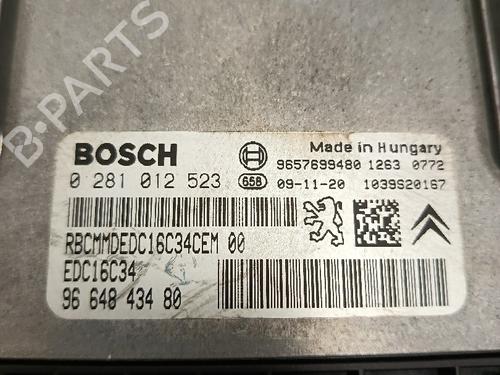 B-PARTS
BOSCH
Made in Hungary
9657699480 1263 0772
0 281 012 523 658 09-11-20 1039S20167
RBCMMDEDC16C34CEM 00
EDC16C34
96 648 434 80